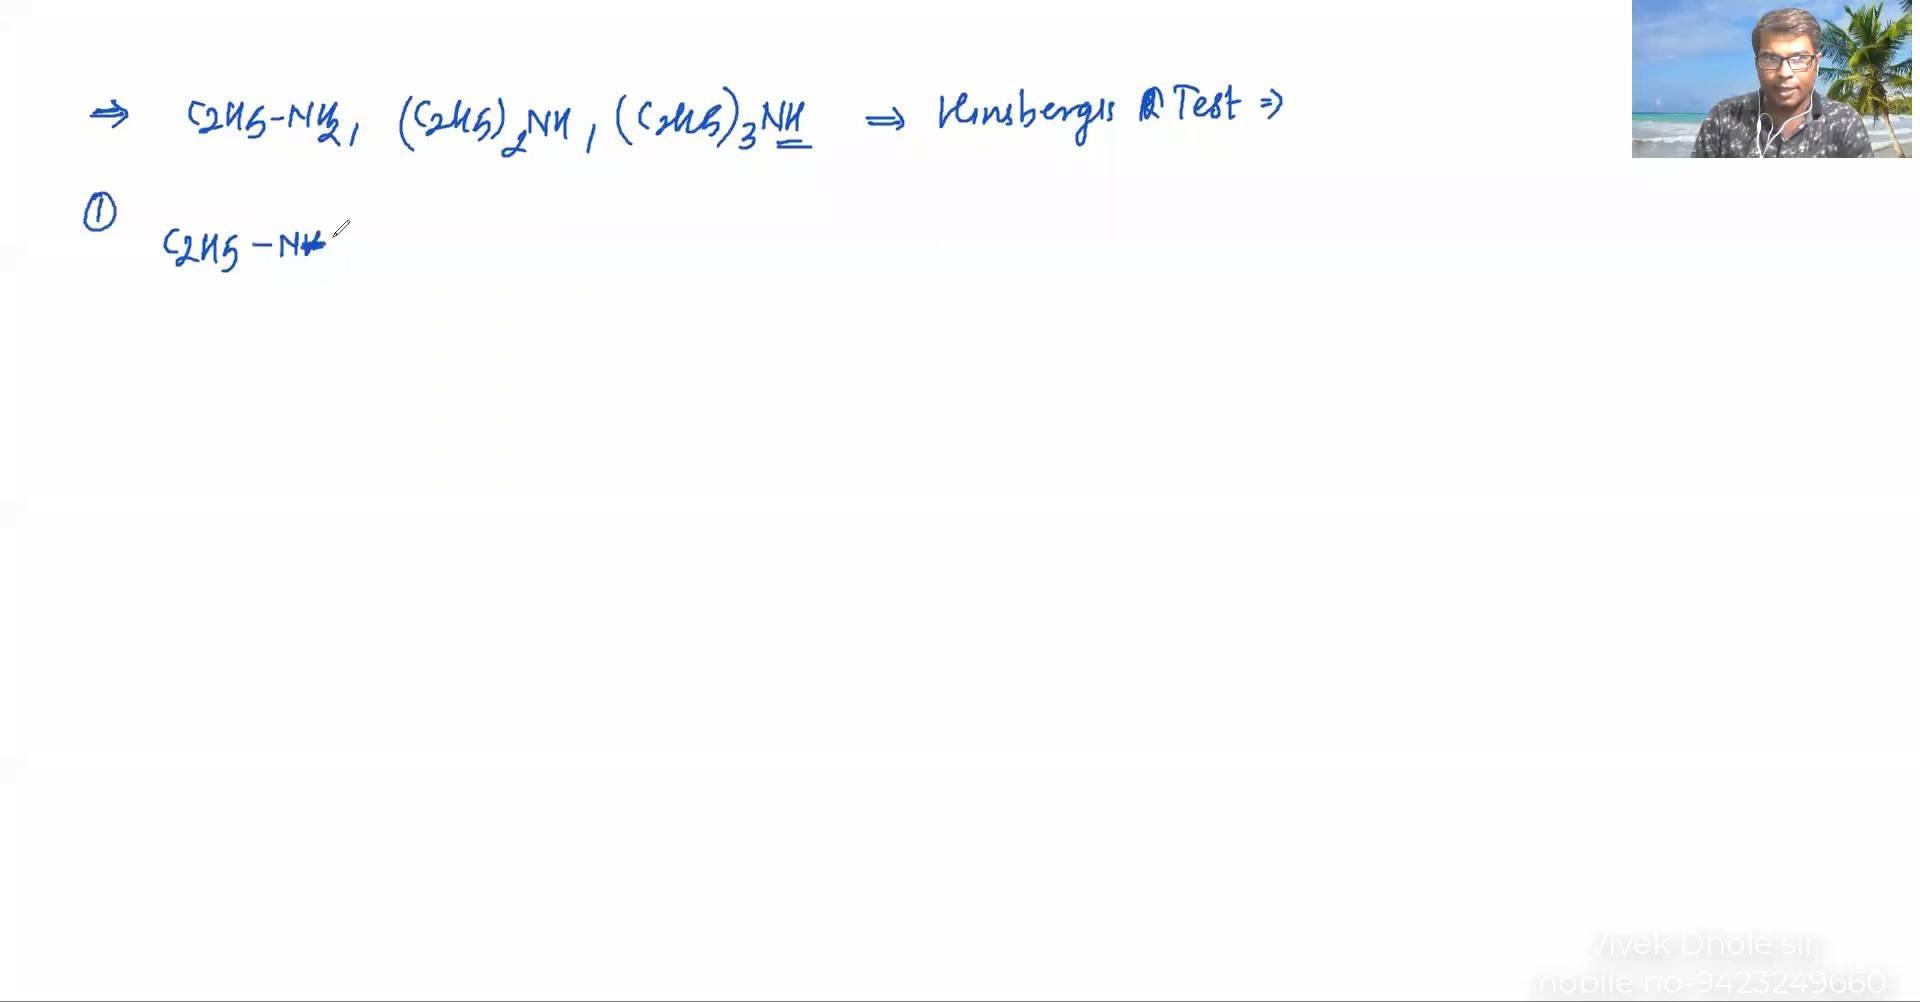 ⇒ C2H5-NH2, (C2H5)2NH, (C2H5)3NH ⇒ Hinsberg's Test ⇒
①
C2H5-NH
Vivek Dhole sir
mobile no-9423249660